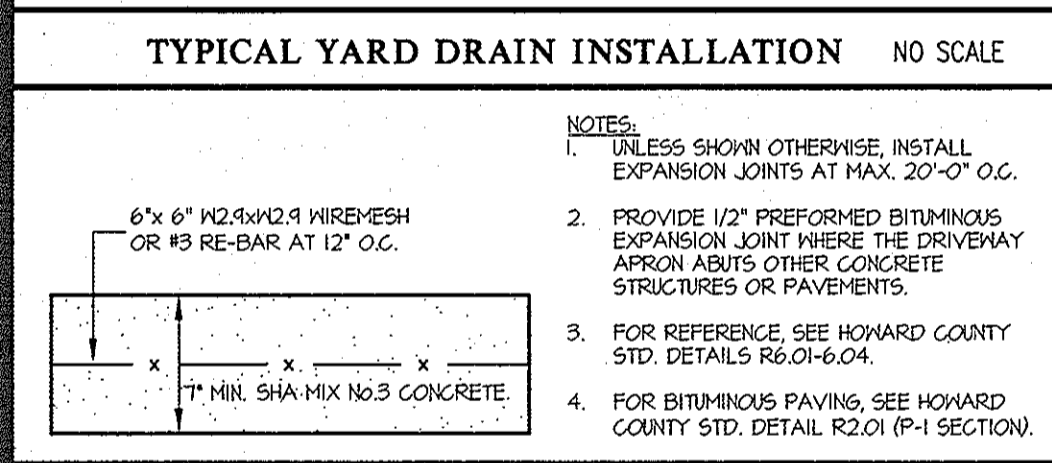 TYPICAL YARD DRAIN INSTALLATION NO SCALE
6"x 6" W2.9xW2.9 WIREMESH
OR #3 RE-BAR AT 12" O.C.
7" MIN. SHA MIX No.3 CONCRETE.
NOTES:
1. UNLESS SHOWN OTHERWISE, INSTALL
EXPANSION JOINTS AT MAX. 20'-0" O.C.
2. PROVIDE 1/2" PREFORMED BITUMINOUS
EXPANSION JOINT WHERE THE DRIVEWAY
APRON ABUTS OTHER CONCRETE
STRUCTURES OR PAVEMENTS.
3. FOR REFERENCE, SEE HOWARD COUNTY
STD. DETAILS R6.01-6.04.
4. FOR BITUMINOUS PAVING, SEE HOWARD
COUNTY STD. DETAIL R2.01 (P-1 SECTION).